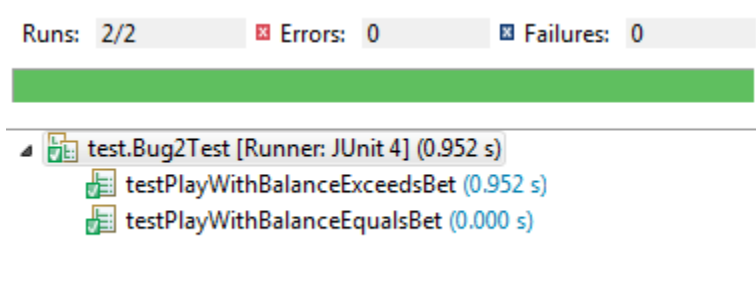 Runs: 2/2 Errors: 0 Failures: 0
test.Bug2Test [Runner: JUnit 4] (0.952 s)
testPlayWithBalanceExceedsBet (0.952 s)
testPlayWithBalanceEqualsBet (0.000 s)